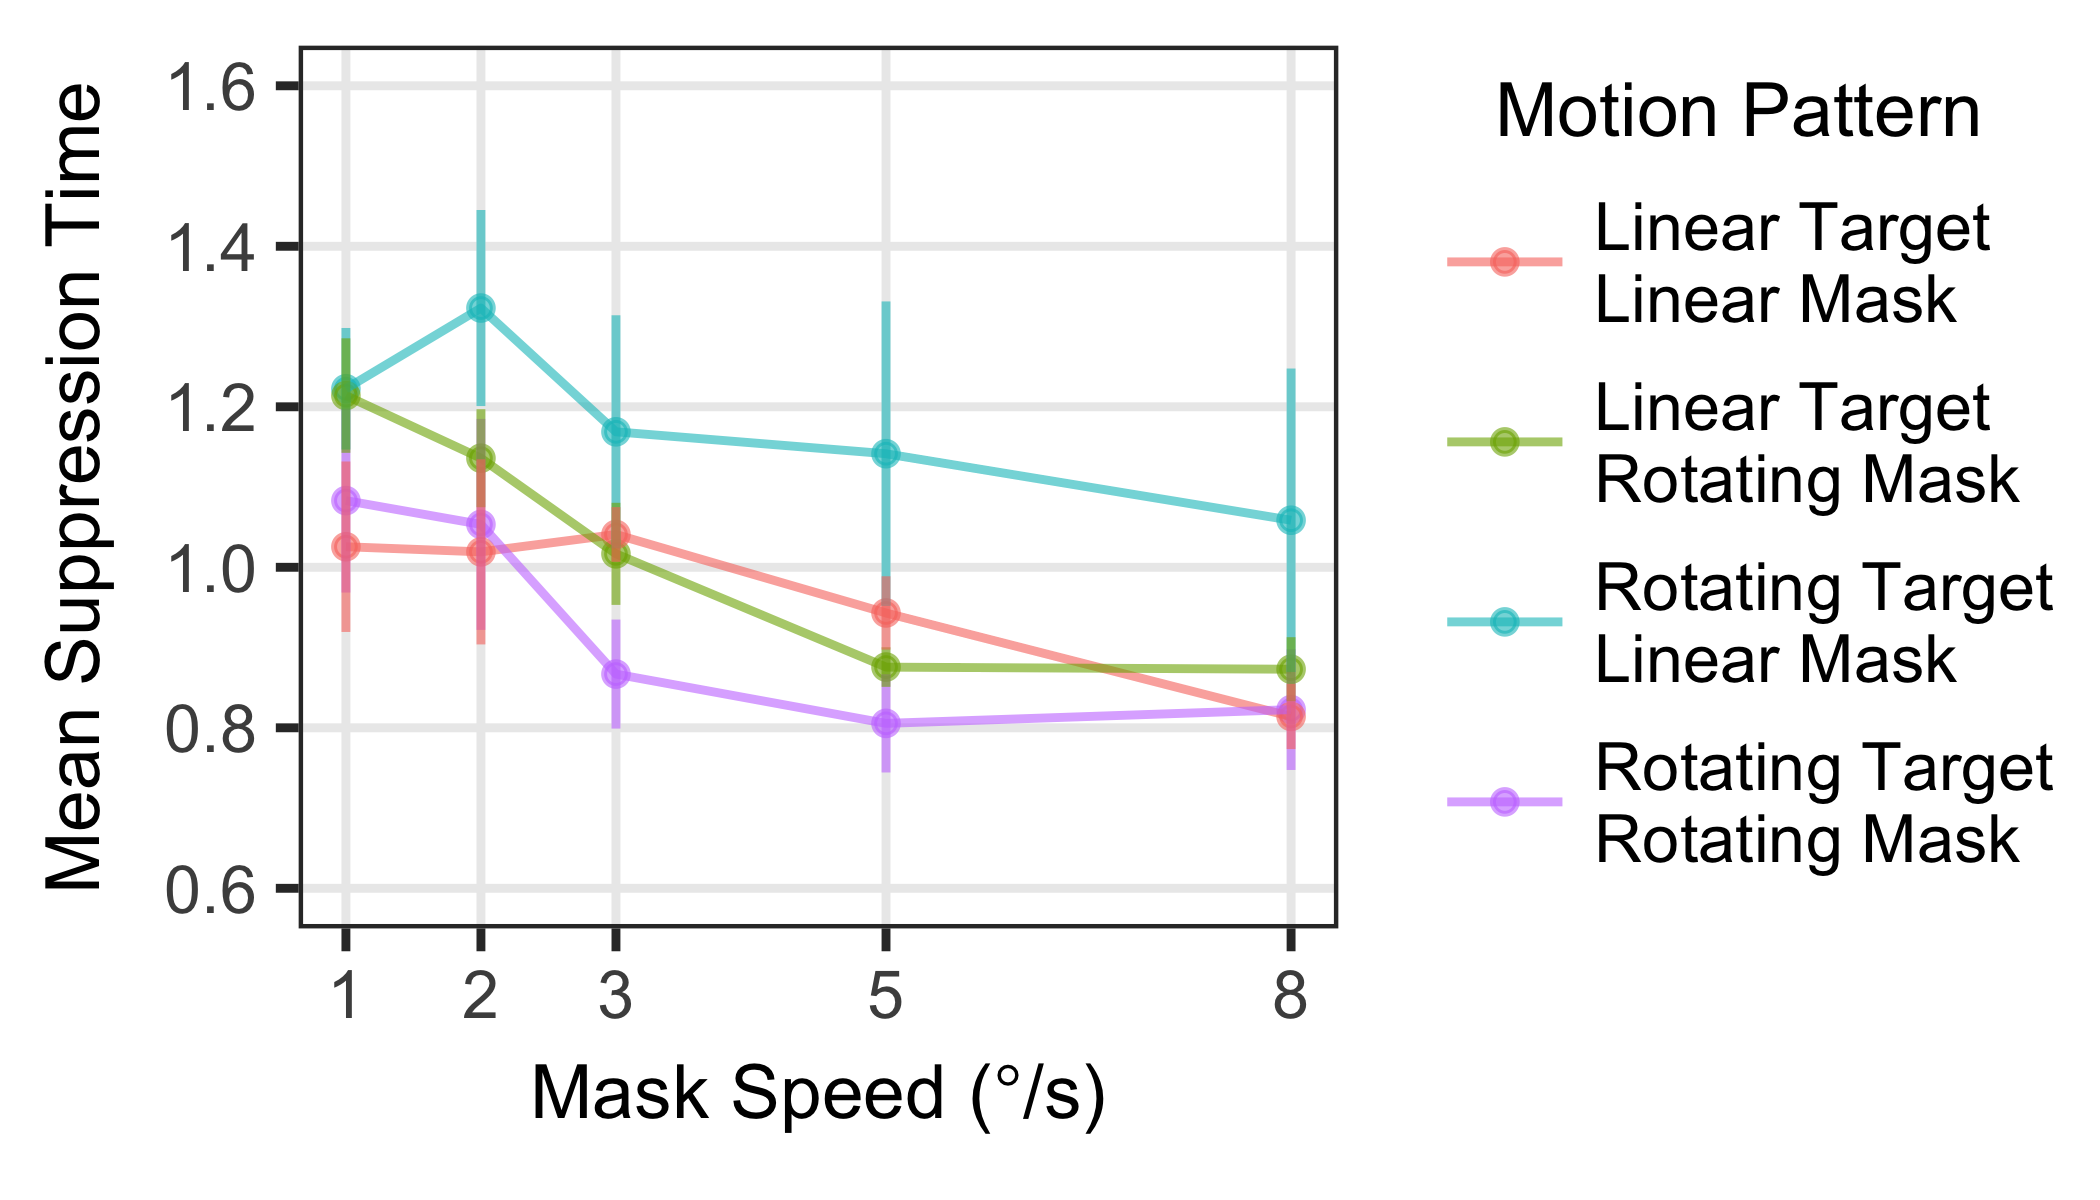 Mean Suppression Time
1.6
1.4
1.2
1.0
0.8
0.6
1 2 3 5 8
Mask Speed (°/s)
Motion Pattern
Linear Target
Linear Mask
Linear Target
Rotating Mask
Rotating Target
Linear Mask
Rotating Target
Rotating Mask